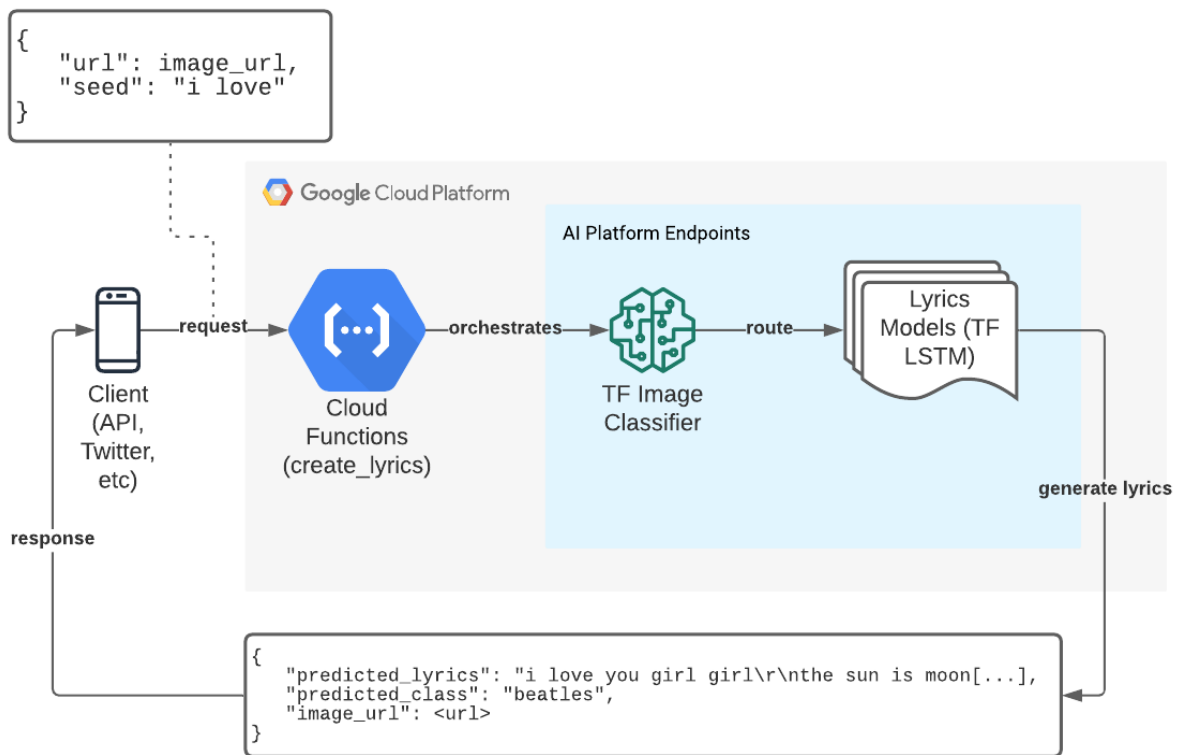 {
"url": image_url,
"seed": "i love"
}
Google Cloud Platform
AI Platform Endpoints
request
orchestrates
route
Lyrics
Models (TF
LSTM)
Client
(API,
Twitter,
etc)
Cloud
Functions
(create_lyrics)
TF Image
Classifier
generate lyrics
response
{
"predicted_lyrics": "i love you girl girl\r\nthe sun is moon[...],
"predicted_class": "beatles",
"image_url": <url>
}